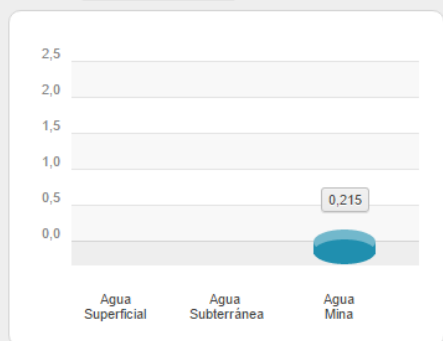 2,5
2,0
1,5
1,0
0,5
0,215
0,0
Agua
Superficial
Agua
Subterránea
Agua
Mina